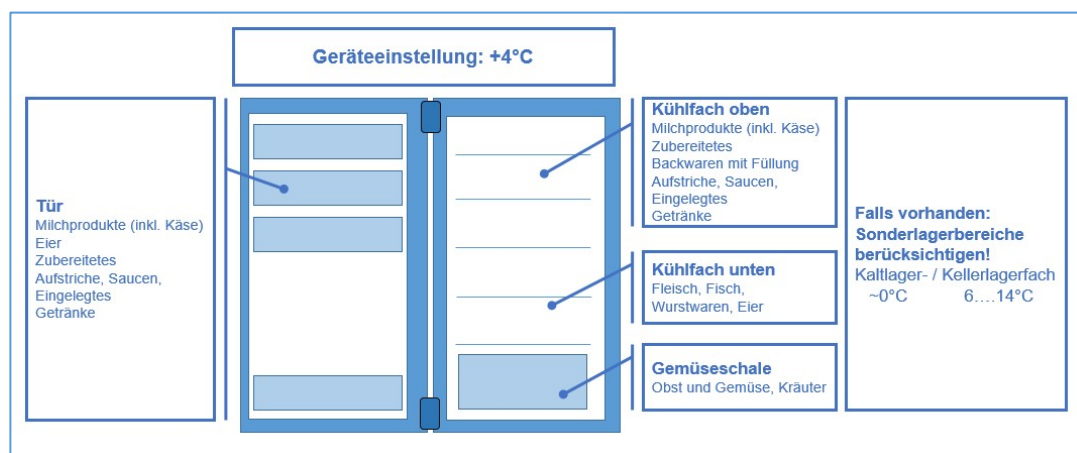 Geräteeinstellung: +4°C
Tür
Milchprodukte (inkl. Käse)
Eier
Zubereitetes
Aufstriche, Saucen,
Eingelegtes
Getränke
Kühlfach oben
Milchprodukte (inkl. Käse)
Zubereitetes
Backwaren mit Füllung
Aufstriche, Saucen,
Eingelegtes
Getränke
Kühlfach unten
Fleisch, Fisch,
Wurstwaren, Eier
Gemüseschale
Obst und Gemüse, Kräuter
Falls vorhanden:
Sonderlagerbereiche
berücksichtigen!
Kaltlager- / Kellerlagerfach
~0°C 6....14°C